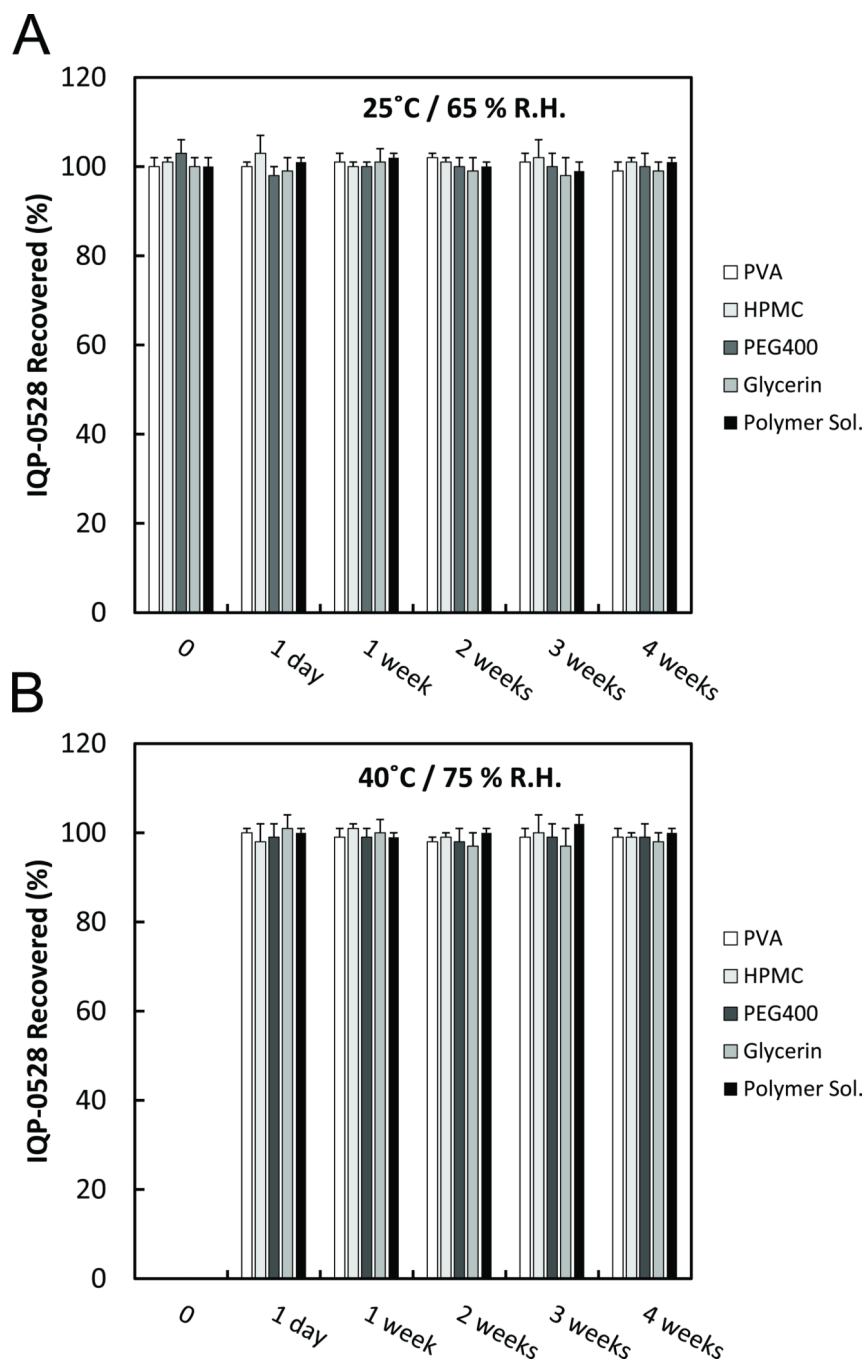 A
25˚C / 65 % R.H.
120
100
80
60
40
20
0
IQP-0528 Recovered (%)
0
1 day
1 week
2 weeks
3 weeks
4 weeks
PVA
HPMC
PEG400
Glycerin
Polymer Sol.
B
40˚C / 75 % R.H.
120
100
80
60
40
20
0
IQP-0528 Recovered (%)
0
1 day
1 week
2 weeks
3 weeks
4 weeks
PVA
HPMC
PEG400
Glycerin
Polymer Sol.